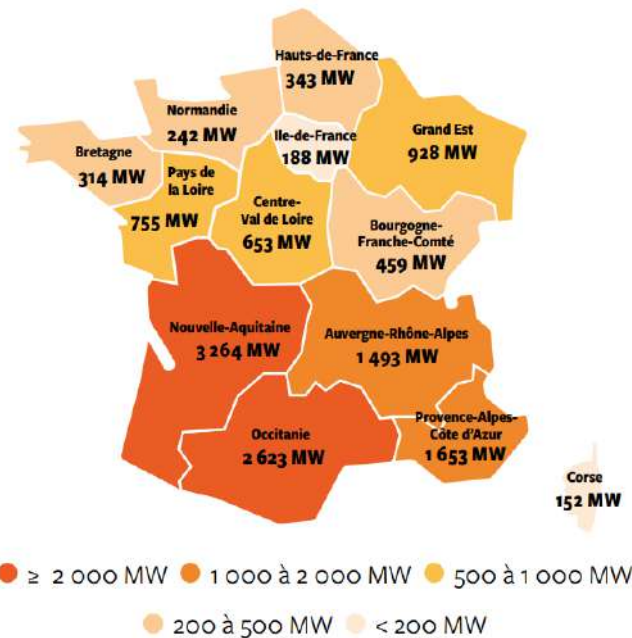 Hauts-de-France
343 MW
Normandie
242 MW
Ile-de-France
188 MW
Grand Est
928 MW
Bretagne
314 MW
Pays de
la Loire
755 MW
Centre-
Val de Loire
653 MW
Bourgogne-
Franche-Comté
459 MW
Nouvelle-Aquitaine
3 264 MW
Auvergne-Rhône-Alpes
1 493 MW
Occitanie
2 623 MW
Provence-Alpes-
Côte d'Azur
1 653 MW
Corse
152 MW
≥ 2 000 MW 1 000 à 2 000 MW 500 à 1 000 MW
200 à 500 MW < 200 MW